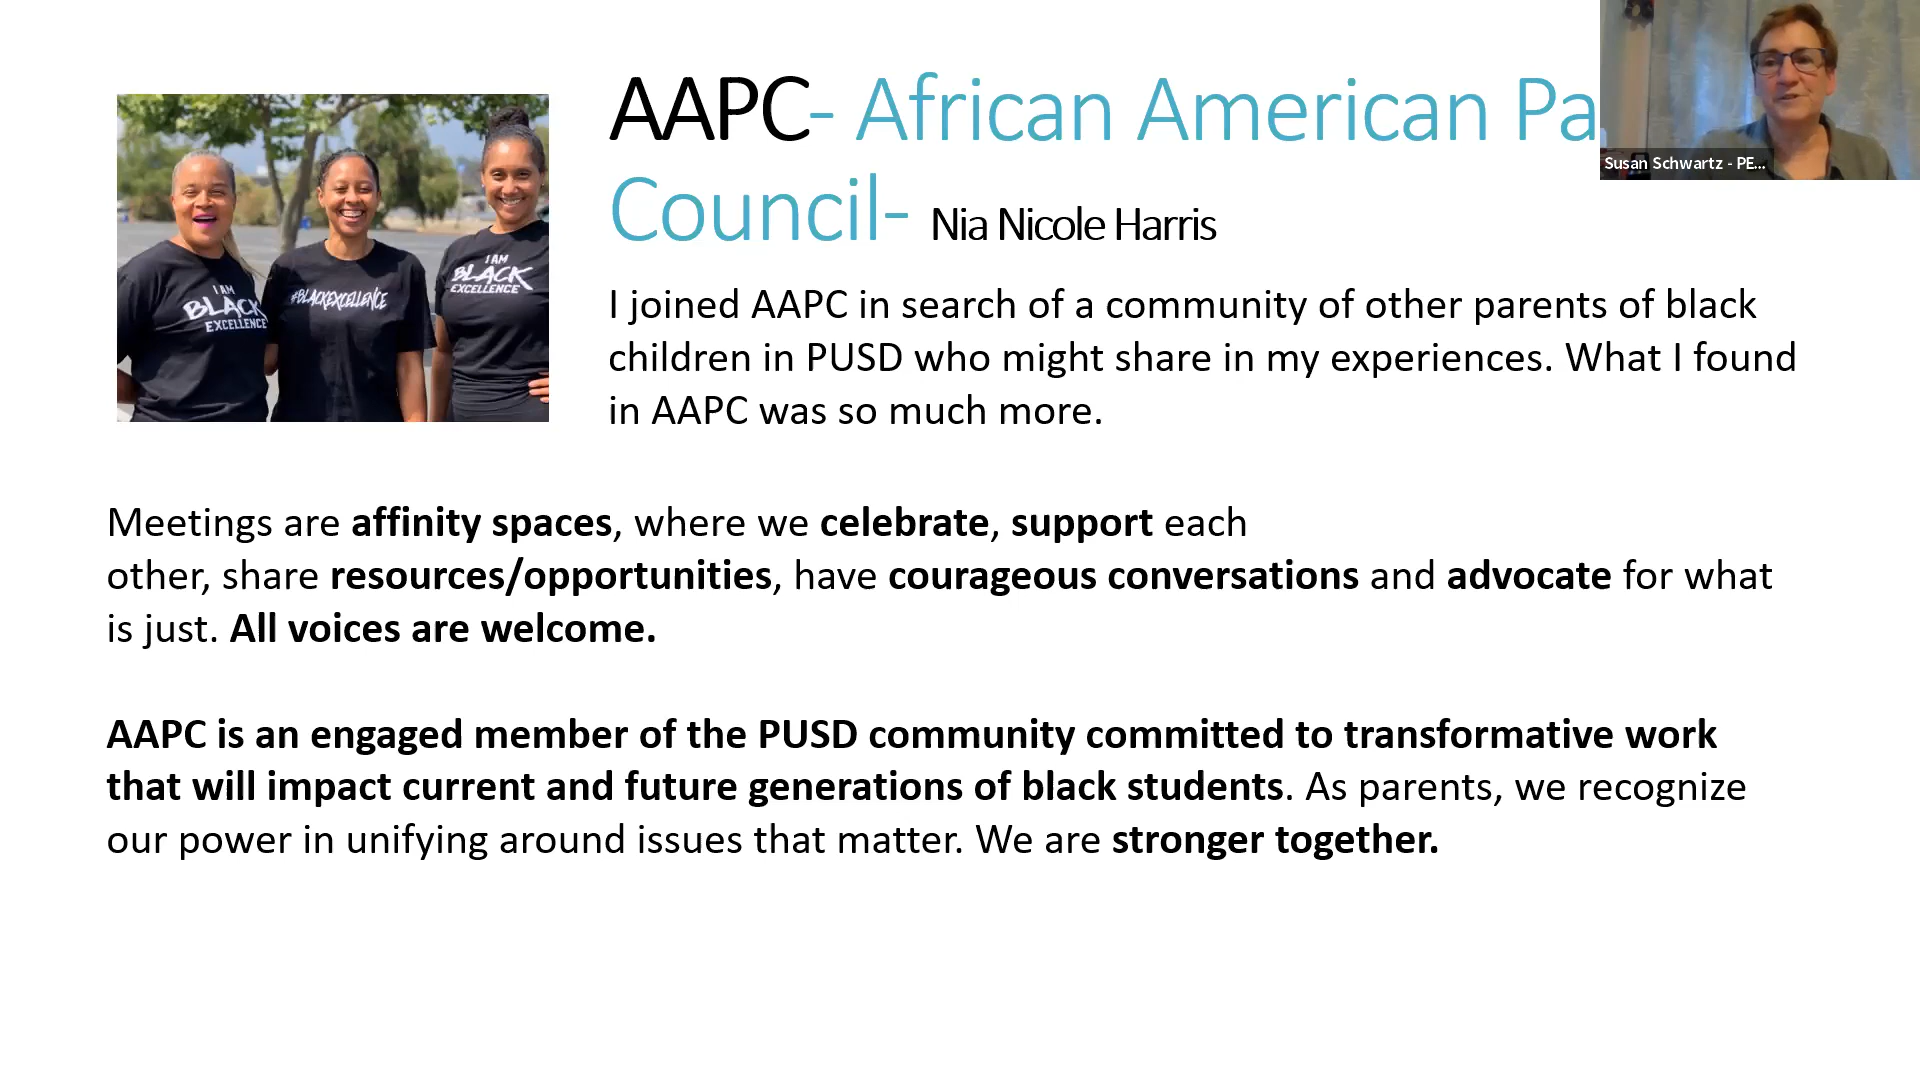 AAPC- African American Pa
Council- Nia Nicole Harris
Susan Schwartz - PE...
I AM
BLACK
EXCELLENCE
#BLACKEXCELLENCE
I AM
BLACK
EXCELLENCE
I joined AAPC in search of a community of other parents of black
children in PUSD who might share in my experiences. What I found
in AAPC was so much more.
Meetings are affinity spaces, where we celebrate, support each
other, share resources/opportunities, have courageous conversations and advocate for what
is just. All voices are welcome.
AAPC is an engaged member of the PUSD community committed to transformative work
that will impact current and future generations of black students. As parents, we recognize
our power in unifying around issues that matter. We are stronger together.